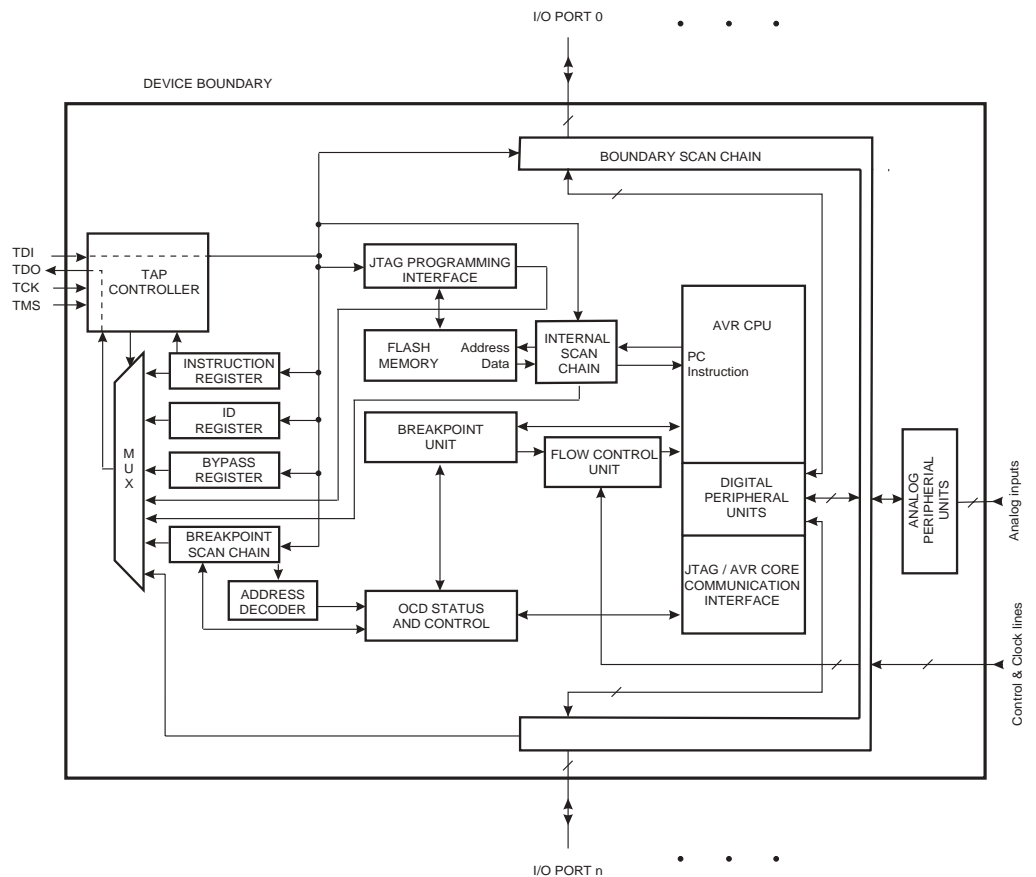 I/O PORT 0
DEVICE BOUNDARY
BOUNDARY SCAN CHAIN
TDI
TDO
TCK
TMS
TAP
CONTROLLER
JTAG PROGRAMMING
INTERFACE
AVR CPU
FLASH
MEMORY
Address
Data
INTERNAL
SCAN
CHAIN
PC
Instruction
INSTRUCTION
REGISTER
ID
REGISTER
M
U
X
BREAKPOINT
UNIT
FLOW CONTROL
UNIT
BYPASS
REGISTER
DIGITAL
PERIPHERAL
UNITS
ANALOG
PERIPHERIAL
UNITS
Analog inputs
BREAKPOINT
SCAN CHAIN
ADDRESS
DECODER
OCD STATUS
AND CONTROL
JTAG / AVR CORE
COMMUNICATION
INTERFACE
Control & Clock lines
I/O PORT n